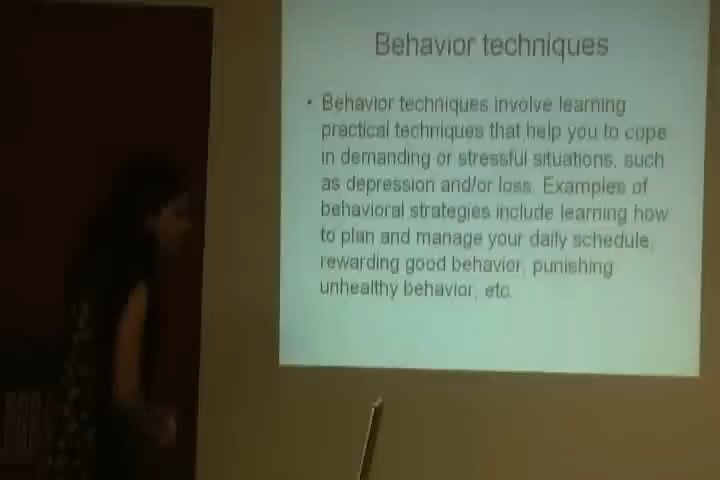 Behavior techniques
• Behavior techniques involve learning
practical techniques that help you to cope
in demanding or stressful situations, such
as depression and/or loss. Examples of
behavioral strategies include learning how
to plan and manage your daily schedule,
rewarding good behavior, punishing
unhealthy behavior, etc.